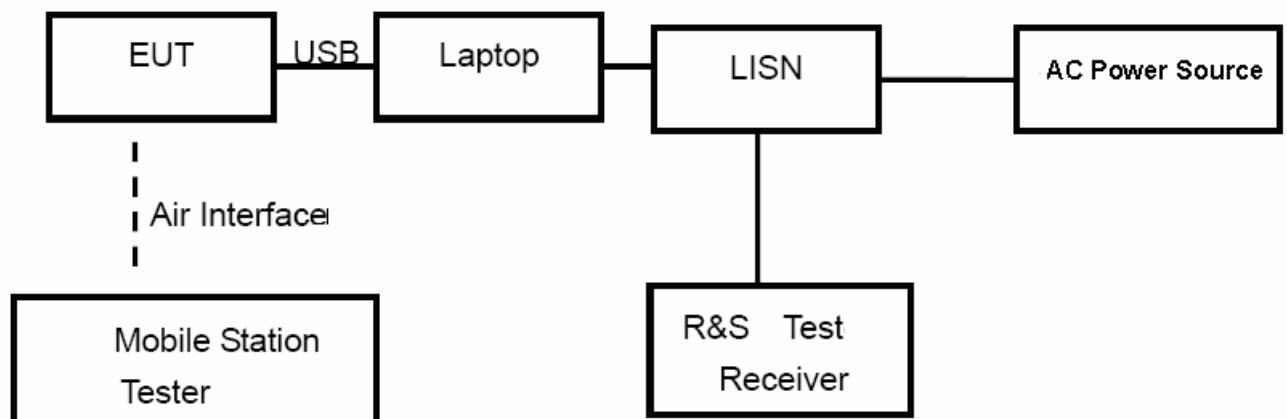 EUT
USB
Laptop
LISN
AC Power Source
Air Interface
Mobile Station
Tester
R&S Test
Receiver